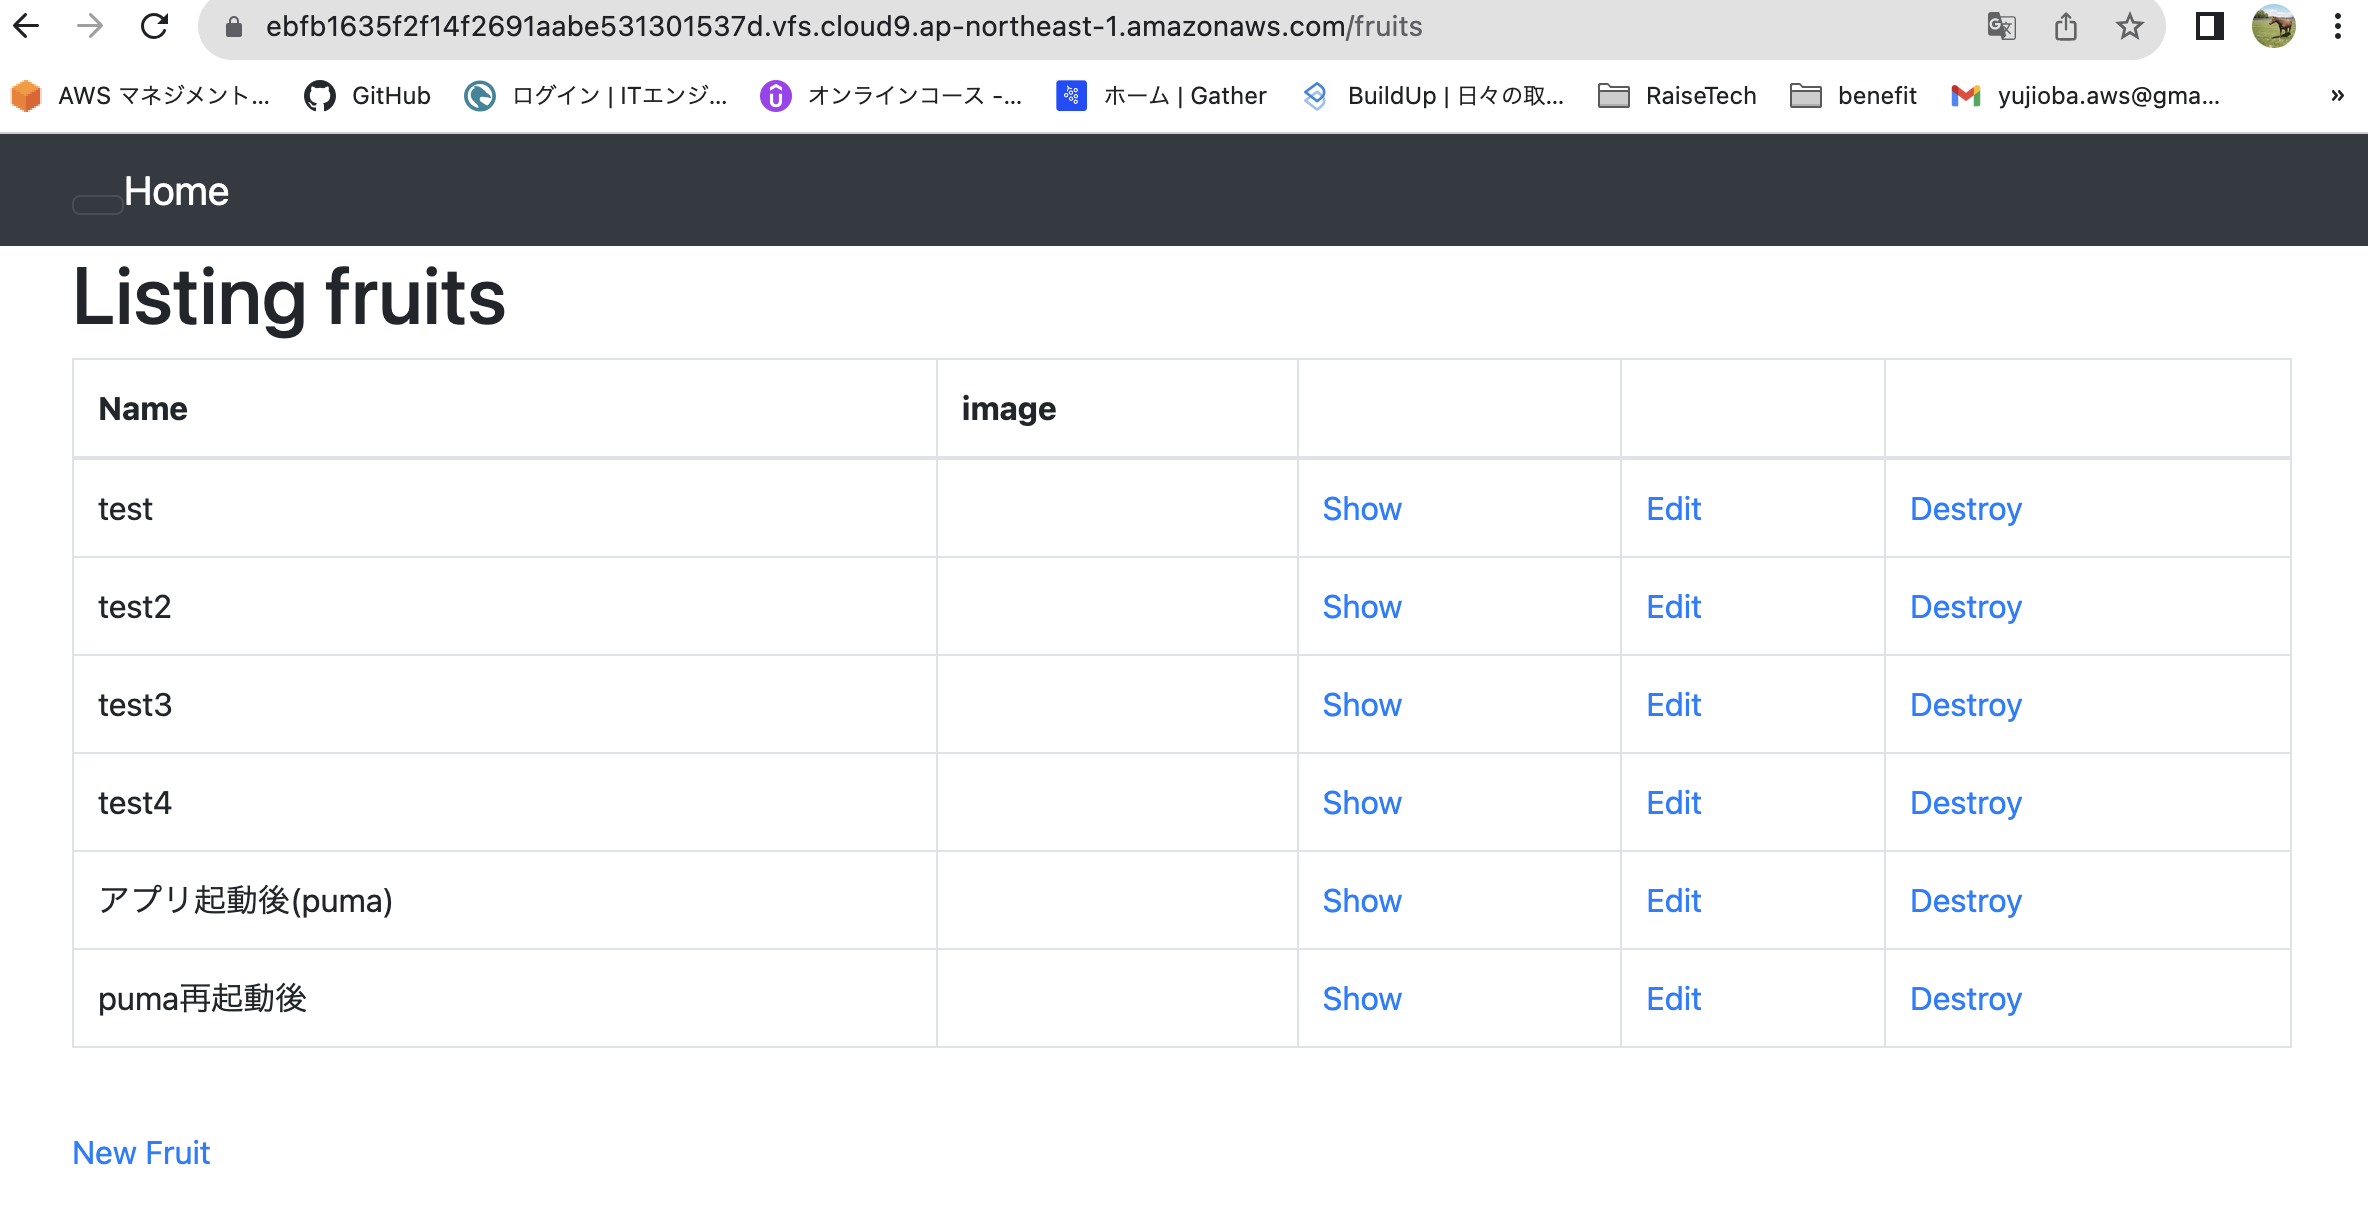 ebfb1635f2f14f2691aabe531301537d.vfs.cloud9.ap-northeast-1.amazonaws.com/fruits
AWS マネジメント... GitHub ログイン | ITエンジ... オンラインコース -... ホーム | Gather BuildUp | 日々の取... RaiseTech benefit yujioba.aws@gma... »
Home
Listing fruits
Name image
test Show Edit Destroy
test2 Show Edit Destroy
test3 Show Edit Destroy
test4 Show Edit Destroy
アプリ起動後(puma) Show Edit Destroy
puma再起動後 Show Edit Destroy
New Fruit